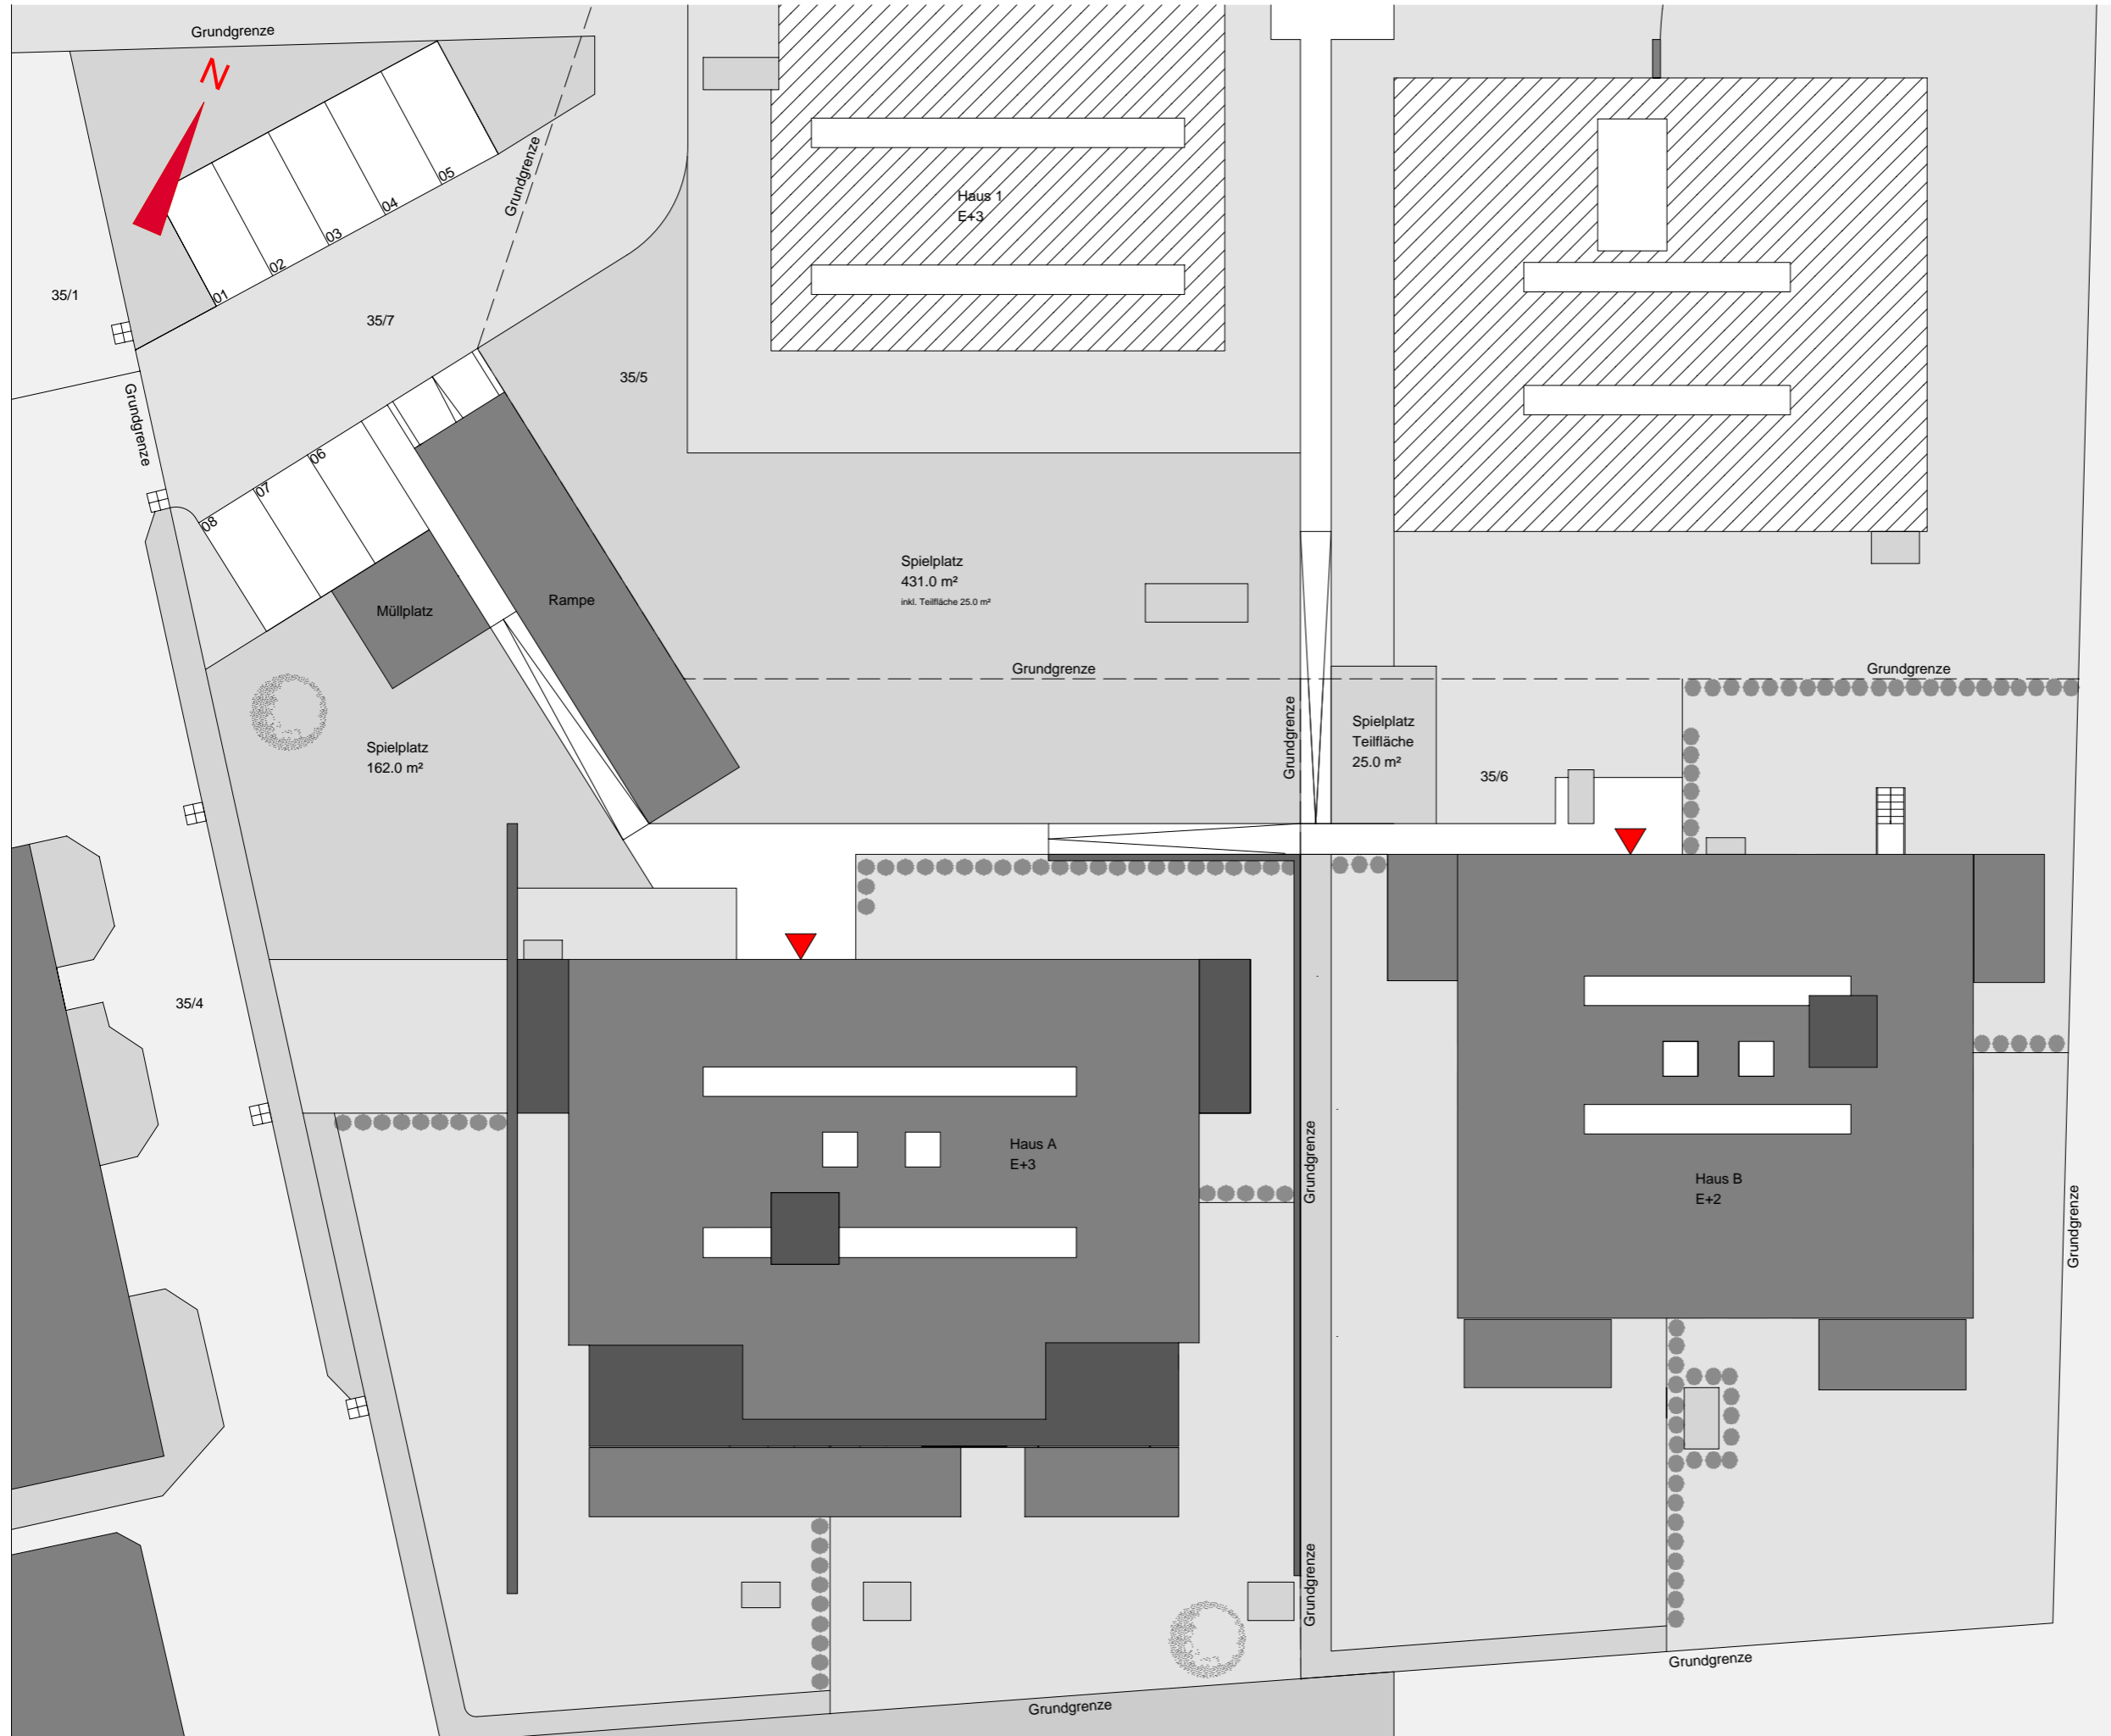 Grundgrenze
N
Grundgrenze
05
04
03
02
01
Haus 1
E+3
35/1
35/7
35/5
Grundgrenze
06
07
08
Müllplatz
Rampe
Spielplatz
431.0 m²
inkl. Teilfläche 25.0 m²
Grundgrenze
Grundgrenze
Spielplatz
162.0 m²
Grundgrenze
Spielplatz
Teilfläche
25.0 m²
35/6
35/4
Haus A
E+3
Grundgrenze
Haus B
E+2
Grundgrenze
Grundgrenze
Grundgrenze
Grundgrenze